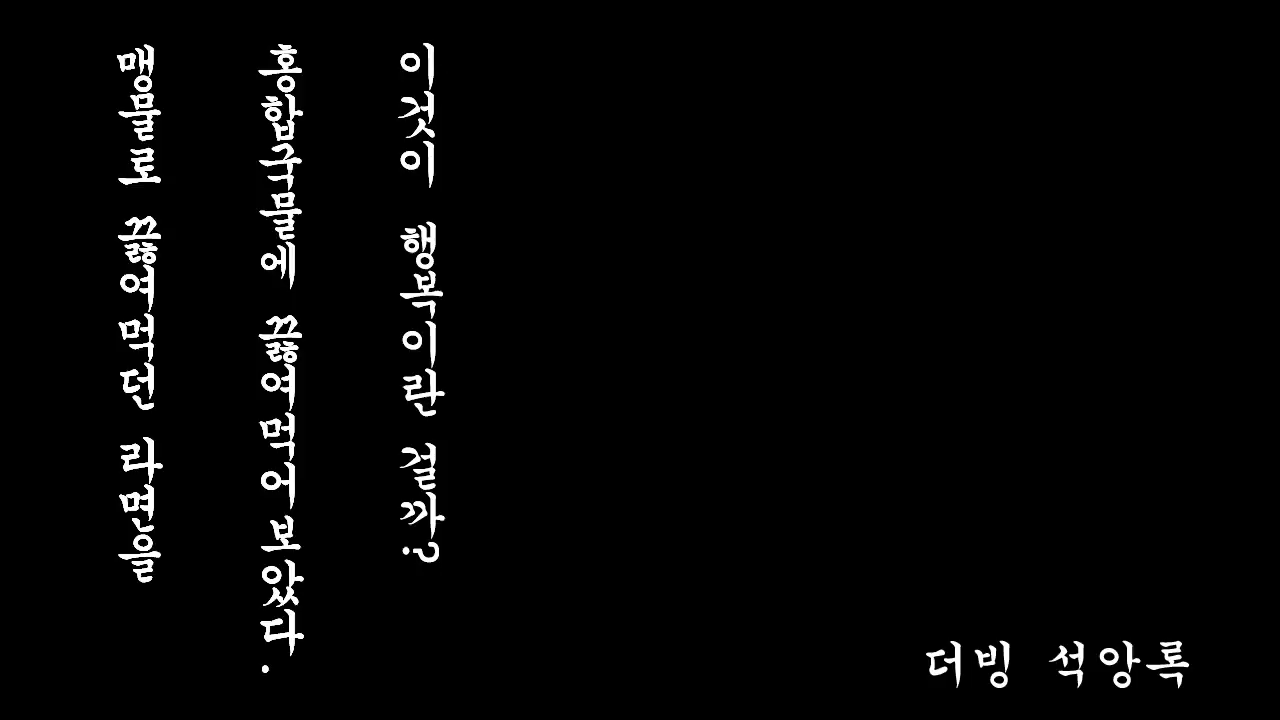 맹물로 끓여먹던 라면을
홍합국물에 끓여먹어보았다.
이것이 행복이란 걸까?
더빙 석앙록